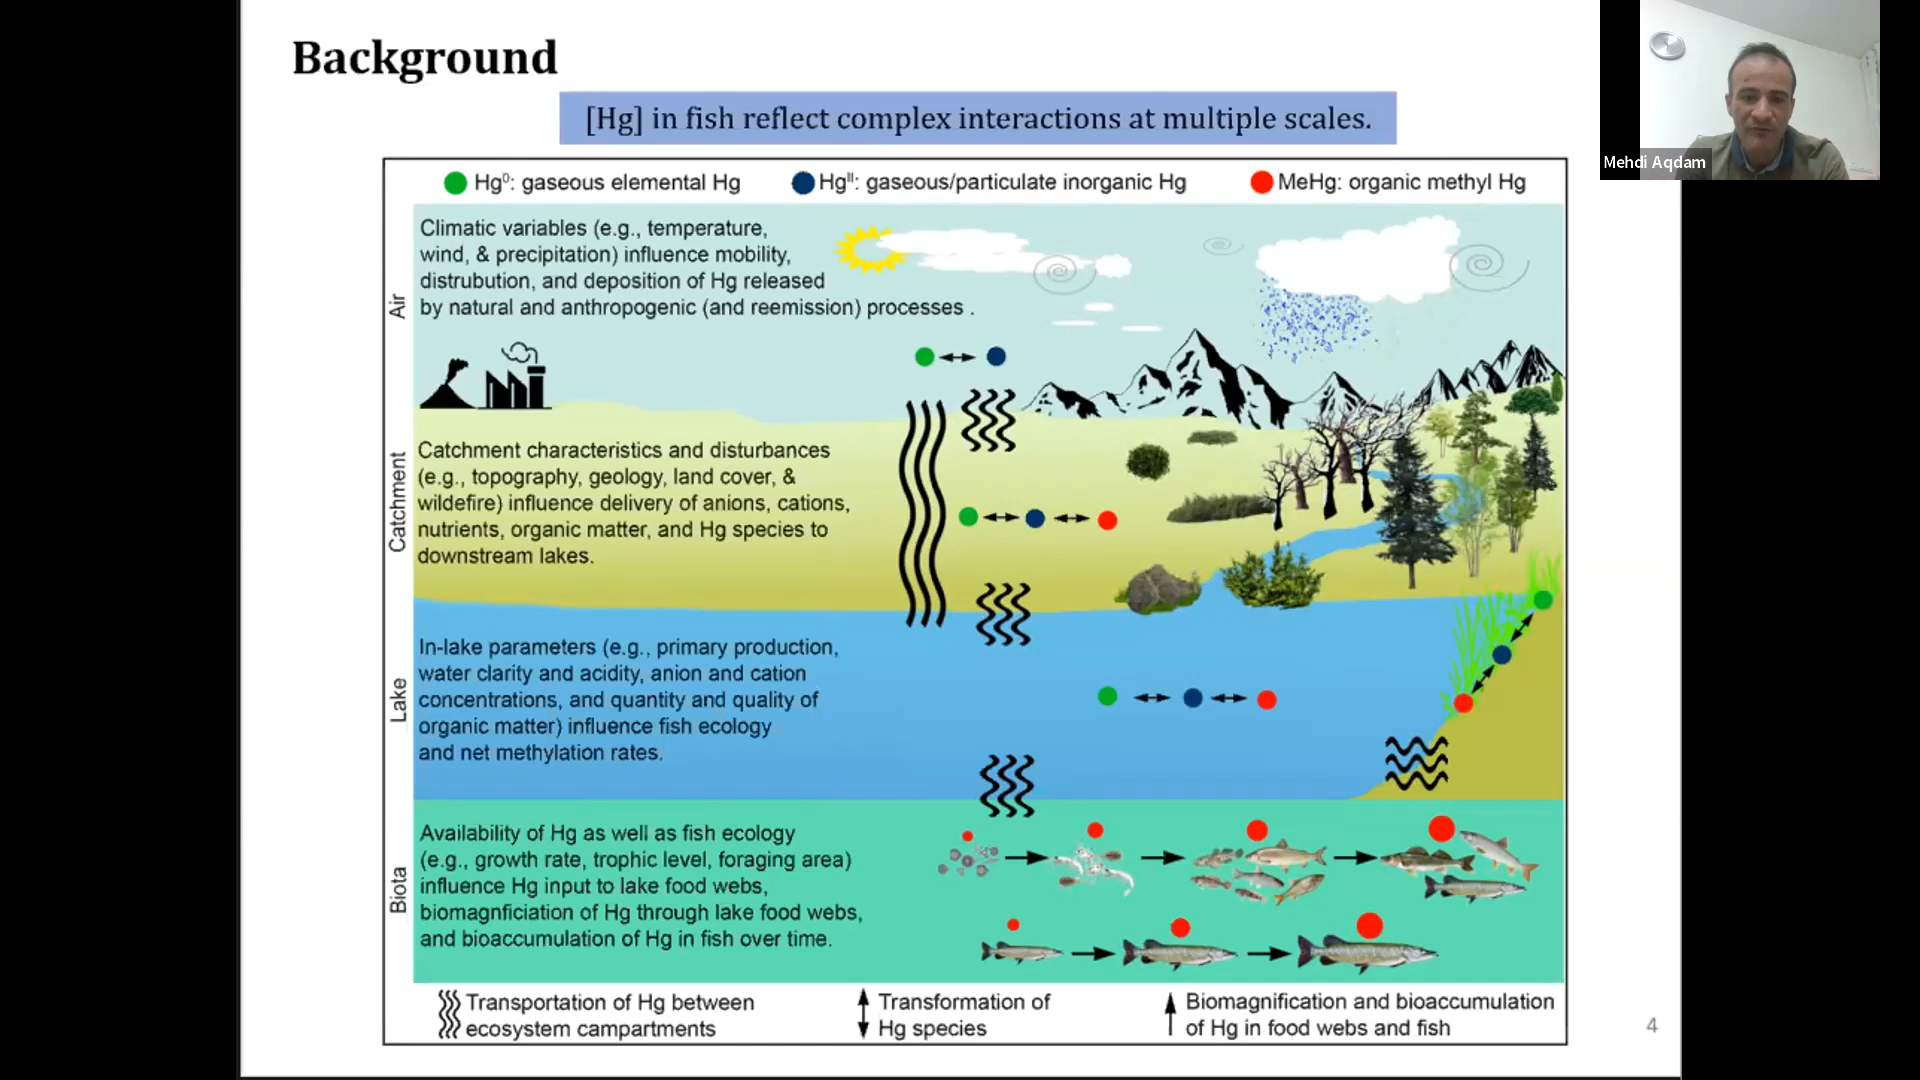 Background
[Hg] in fish reflect complex interactions at multiple scales.
Hg⁰: gaseous elemental Hg
Hgᴵᴵ: gaseous/particulate inorganic Hg
MeHg: organic methyl Hg
Air
Climatic variables (e.g., temperature,
wind, & precipitation) influence mobility,
distrubution, and deposition of Hg released
by natural and anthropogenic (and reemission) processes .
Catchment
Catchment characteristics and disturbances
(e.g., topography, geology, land cover, &
wildefire) influence delivery of anions, cations,
nutrients, organic matter, and Hg species to
downstream lakes.
Lake
In-lake parameters (e.g., primary production,
water clarity and acidity, anion and cation
concentrations, and quantity and quality of
organic matter) influence fish ecology
and net methylation rates.
Biota
Availability of Hg as well as fish ecology
(e.g., growth rate, trophic level, foraging area)
influence Hg input to lake food webs,
biomagnficiation of Hg through lake food webs,
and bioaccumulation of Hg in fish over time.
Transportation of Hg between
ecosystem campartments
Transformation of
Hg species
Biomagnification and bioaccumulation
of Hg in food webs and fish
4
Mehdi Aqdam